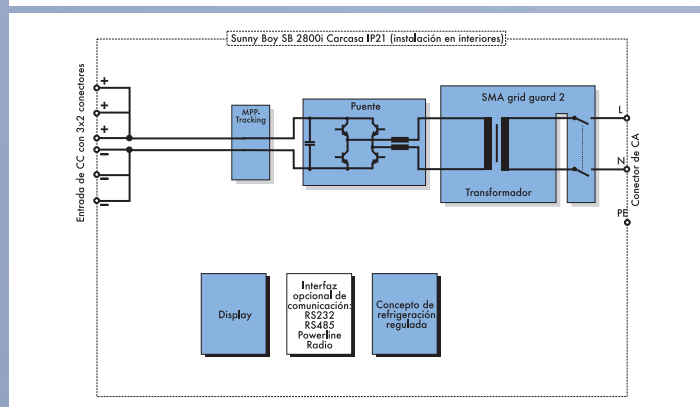 Sunny Boy SB 2800i Carcasa IP21 (instalación en interiores)
Entrada de CC con 3x2 conectores
+
+
+
−
−
−
MPP-
Tracking
Puente
SMA grid guard 2
Transformador
L
N
PE
Conector de CA
Display
Interfaz
opcional de
comunicación:
RS232
RS485
Powerline
Radio
Concepto de
refrigeración
regulada